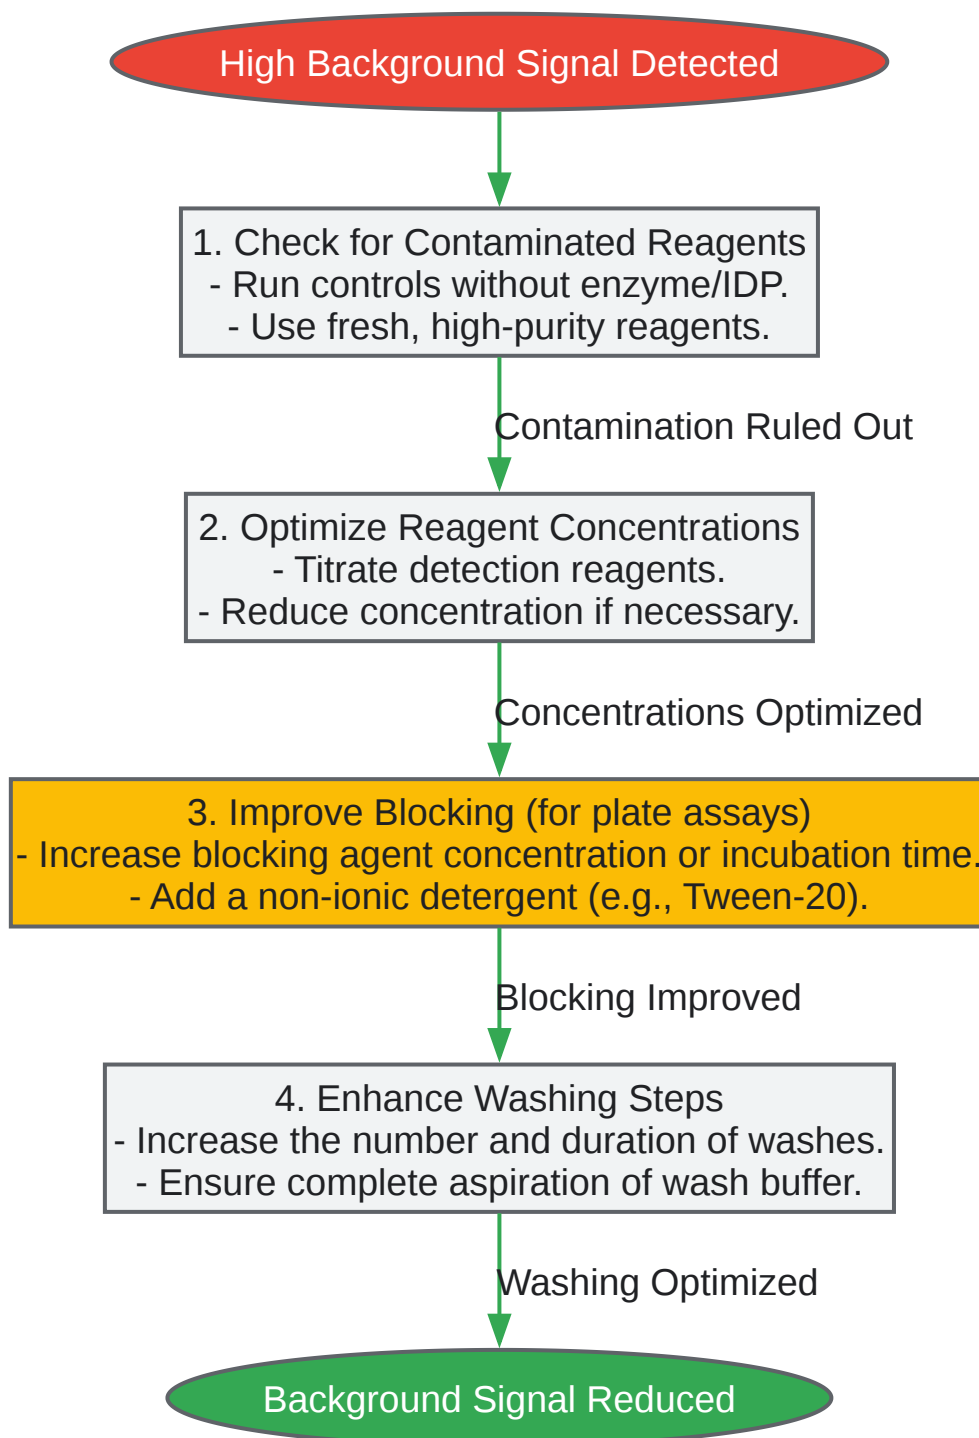 High Background Signal Detected
1. Check for Contaminated Reagents
- Run controls without enzyme/IDP.
- Use fresh, high-purity reagents.
Contamination Ruled Out
2. Optimize Reagent Concentrations
- Titrate detection reagents.
- Reduce concentration if necessary.
Concentrations Optimized
3. Improve Blocking (for plate assays)
- Increase blocking agent concentration or incubation time.
- Add a non-ionic detergent (e.g., Tween-20).
Blocking Improved
4. Enhance Washing Steps
- Increase the number and duration of washes.
- Ensure complete aspiration of wash buffer.
Washing Optimized
Background Signal Reduced